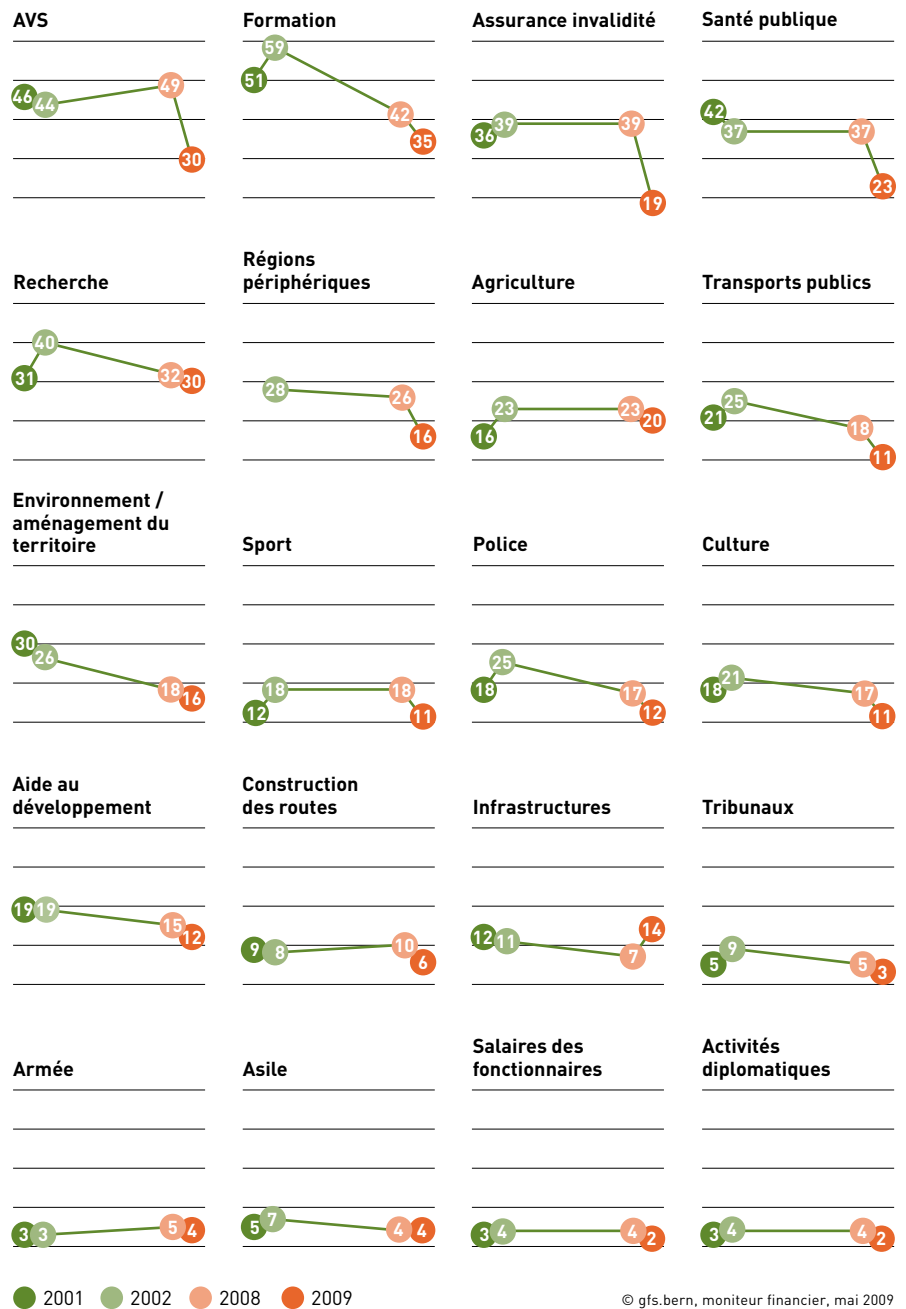 AVS
46
44
49
30
Formation
51
59
42
35
Assurance invalidité
36
39
39
19
Santé publique
42
37
37
23
Recherche
31
40
32
30
Régions
périphériques
28
26
16
Agriculture
16
23
23
20
Transports publics
21
25
18
11
Environnement /
aménagement du
territoire
30
26
18
16
Sport
12
18
18
11
Police
18
25
17
12
Culture
18
21
17
11
Aide au
développement
19
19
15
12
Construction
des routes
9
8
10
6
Infrastructures
12
11
7
14
Tribunaux
5
9
5
3
Armée
3
3
5
4
Asile
5
7
4
4
Salaires des
fonctionnaires
3
4
4
2
Activités
diplomatiques
3
4
4
2
2001 2002 2008 2009
© gfs.bern, moniteur financier, mai 2009